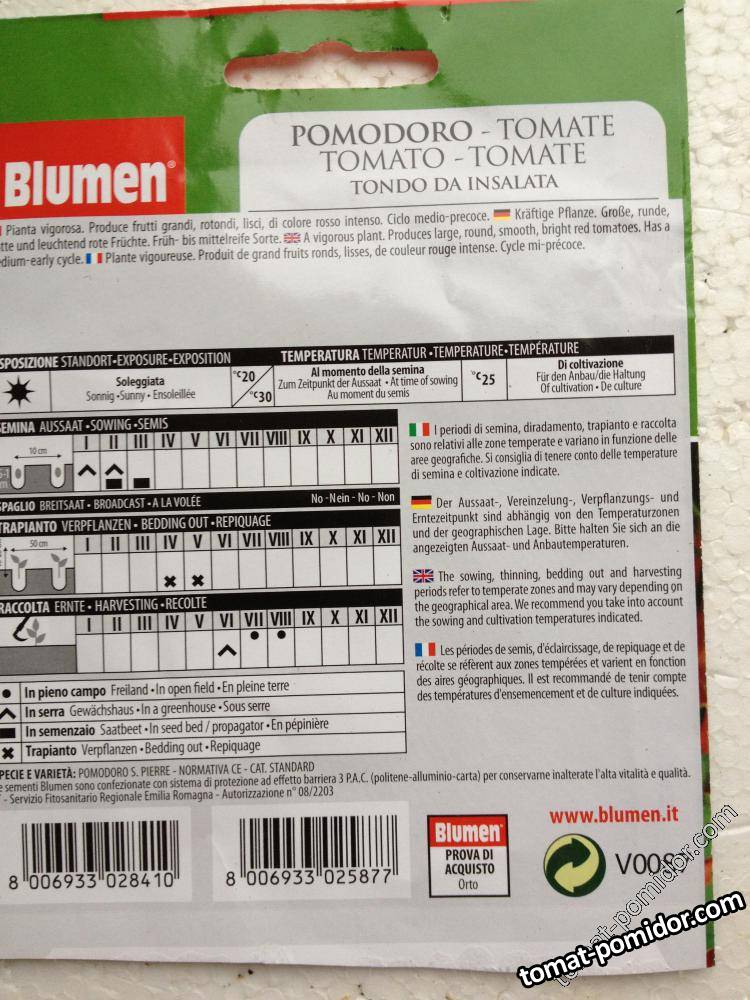 Blumen®
POMODORO - TOMATE
TOMATO - TOMATE
TONDO DA INSALATA
Pianta vigorosa. Produce frutti grandi, rotondi, lisci, di colore rosso intenso. Ciclo medio-precoce. Kräftige Pflanze. Große, runde,
und leuchtend rote Früchte. Früh- bis mittelreife Sorte. A vigorous plant. Produces large, round, smooth, bright red tomatoes. Has a
dium-early cycle. Plante vigoureuse. Produit de grand fruits ronds, lisses, de couleur rouge intense. Cycle mi-précoce.
SPOSIZIONE STANDORT•EXPOSURE•EXPOSITION
TEMPERATURA TEMPERATUR •TEMPERATURE•TEMPÉRATURE
Soleggiata
Sonnig •Sunny • Ensoleillée
°C20
°C30
Al momento della semina
Zum Zeitpunkt der Aussaat • At time of sowing
Au moment du semis
°C25
Di coltivazione
Für den Anbau/die Haltung
Of cultivation • De culture
SEMINA AUSSAAT •SOWING •SEMIS
10 cm
I II III IV V VI VII VIII IX X XI XII
SPAGLIO BREITSAAT • BROADCAST • A LA VOLÉE No -Nein - No - Non
TRAPIANTO VERPFLANZEN • BEDDING OUT •REPIQUAGE
50 cm
I II III IV V VI VII VIII IX X XI XII
RACCOLTA ERNTE • HARVESTING •RECOLTE
I II III IV V VI VII VIII IX X XI XII
In pieno campo Freiland •In open field •En pleine terre
In serra Gewächshaus •In a greenhouse •Sous serre
In semenzaio Saatbeet • In seed bed / propagator •En pépinière
Trapianto Verpflanzen • Bedding out •Repiquage
I periodi di semina, diradamento, trapianto e raccolta
sono relativi alle zone temperate e variano in funzione delle
aree geografiche. Si consiglia di tenere conto delle temperature
di semina e coltivazione indicate.
Der Aussaat-, Vereinzelung-, Verpflanzungs- und
Erntezeitpunkt sind abhängig von den Temperaturzonen
und der geographischen Lage. Bitte halten Sie sich an die
angezeigten Aussaat- und Anbautemperaturen.
The sowing, thinning, bedding out and harvesting
periods refer to temperate zones and may vary depending on
the geographical area. We recommend you take into account
the sowing and cultivation temperatures indicated.
Les périodes de semis, d'éclaircissage, de repiquage et de
récolte se réfèrent aux zones tempérées et varient en fonction
des aires géographiques. Il est recommandé de tenir compte
des températures d'ensemencement et de culture indiquées.
PECIE E VARIETÀ: POMODORO S. PIERRE - NORMATIVA CE - CAT. STANDARD
e sementi Blumen sono confezionate con sistema di protezione ad effetto barriera 3 P.A.C. (politene-alluminio-carta) per conservarne inalterate l'alta vitalità e qualità.
- Servizio Fitosanitario Regionale Emilia Romagna - Autorizzazione n° 08/2203
8 006933 028410
8 006933 025877
Blumen®
PROVA DI
ACQUISTO
Orto
www.blumen.it
tomat-pomidor.com
tomat-pomidor.com